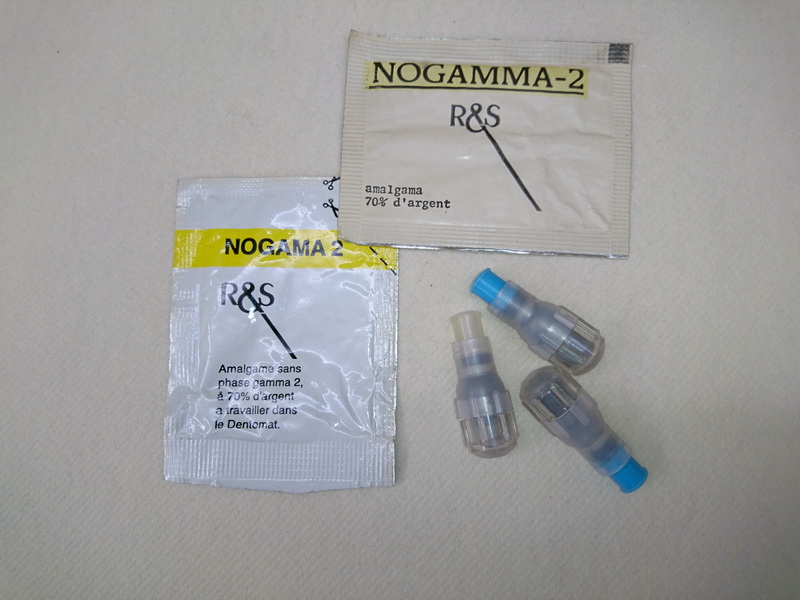 NOGAMMA-2
R&S
amalgama
70% d'argent
NOGAMA 2
R&S
Amalgame sans
phase gamma 2,
à 70% d'argent
a travailler dans
le Dentomat.